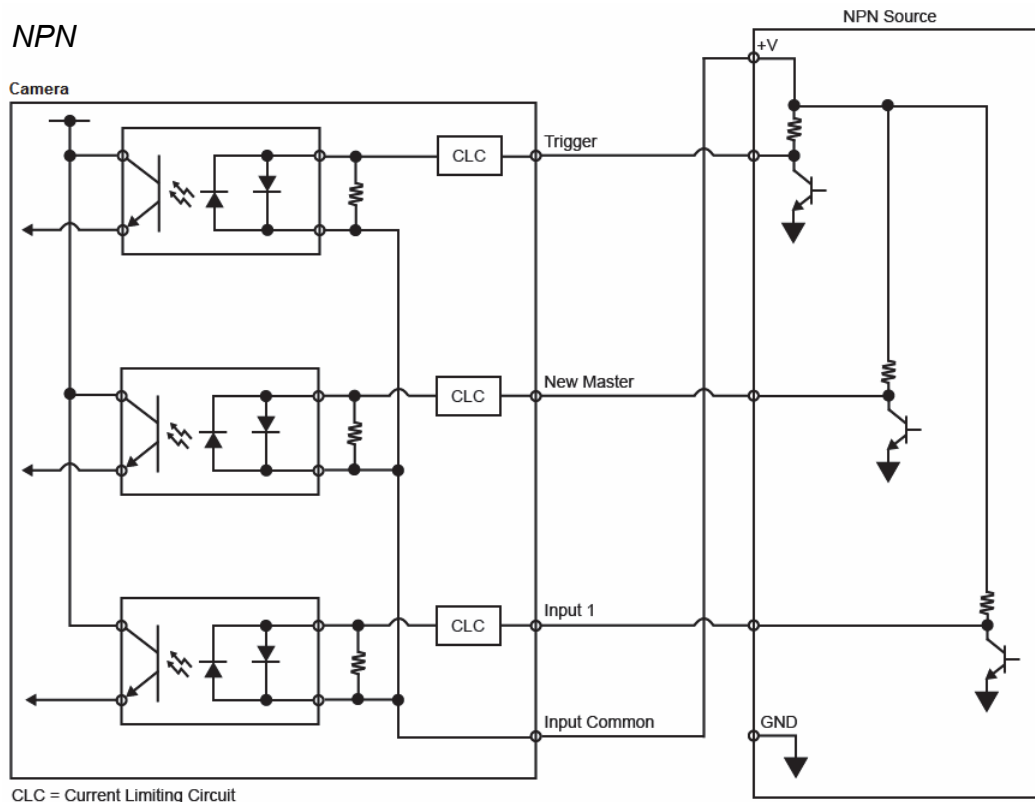 NPN
NPN Source
+V
Camera
CLC
Trigger
CLC
New Master
CLC
Input 1
Input Common
GND
CLC = Current Limiting Circuit